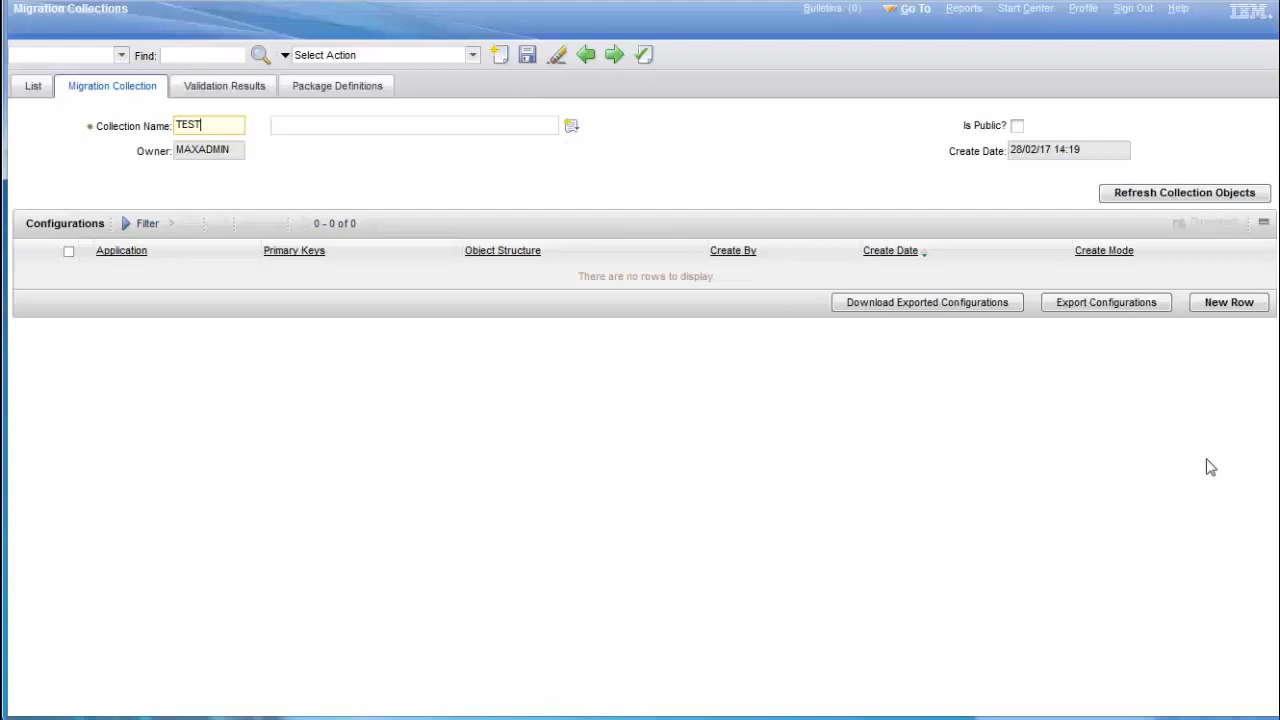 Migration Collections Bulletins: (0) Go To Reports Start Center Profile Sign Out Help IBM.
Find: Select Action
List Migration Collection Validation Results Package Definitions
Collection Name: TEST Is Public?
Owner: MAXADMIN Create Date: 28/02/17 14:19
Refresh Collection Objects
Configurations Filter 0 - 0 of 0
Application Primary Keys Object Structure Create By Create Date Create Mode
There are no rows to display.
Download Exported Configurations Export Configurations New Row